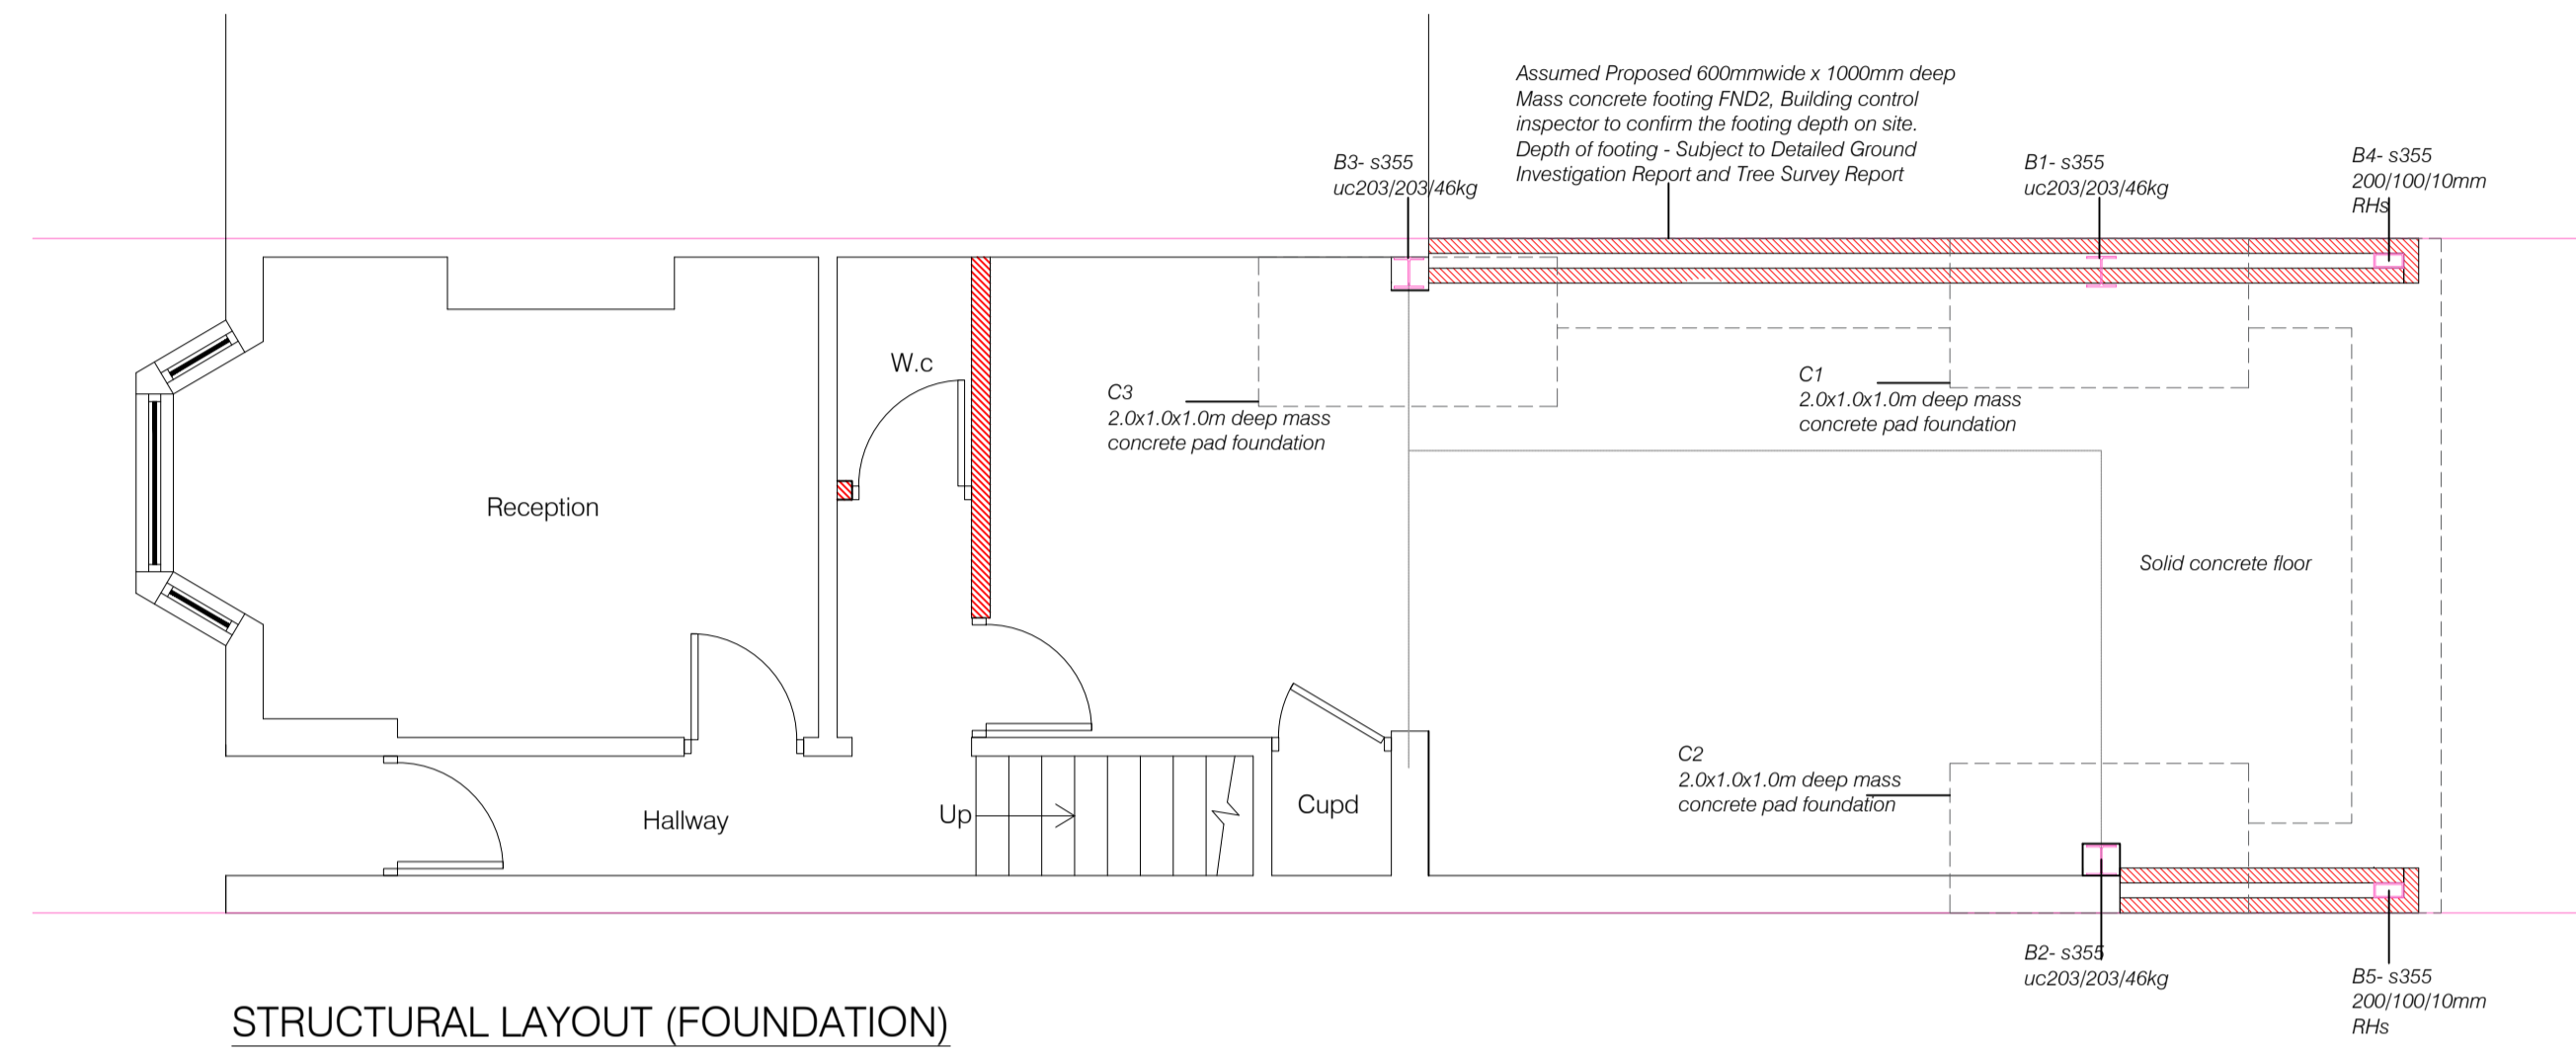 Assumed Proposed 600mmwide x 1000mm deep
Mass concrete footing FND2, Building control
inspector to confirm the footing depth on site.
Depth of footing - Subject to Detailed Ground
Investigation Report and Tree Survey Report
B3- s355
uc203/203/46kg
B1- s355
uc203/203/46kg
B4- s355
200/100/10mm
RHs
W.c
C3
2.0x1.0x1.0m deep mass
concrete pad foundation
C1
2.0x1.0x1.0m deep mass
concrete pad foundation
Reception
Solid concrete floor
C2
2.0x1.0x1.0m deep mass
concrete pad foundation
Hallway
Up
Cupd
B2- s355
uc203/203/46kg
B5- s355
200/100/10mm
RHs
STRUCTURAL LAYOUT (FOUNDATION)